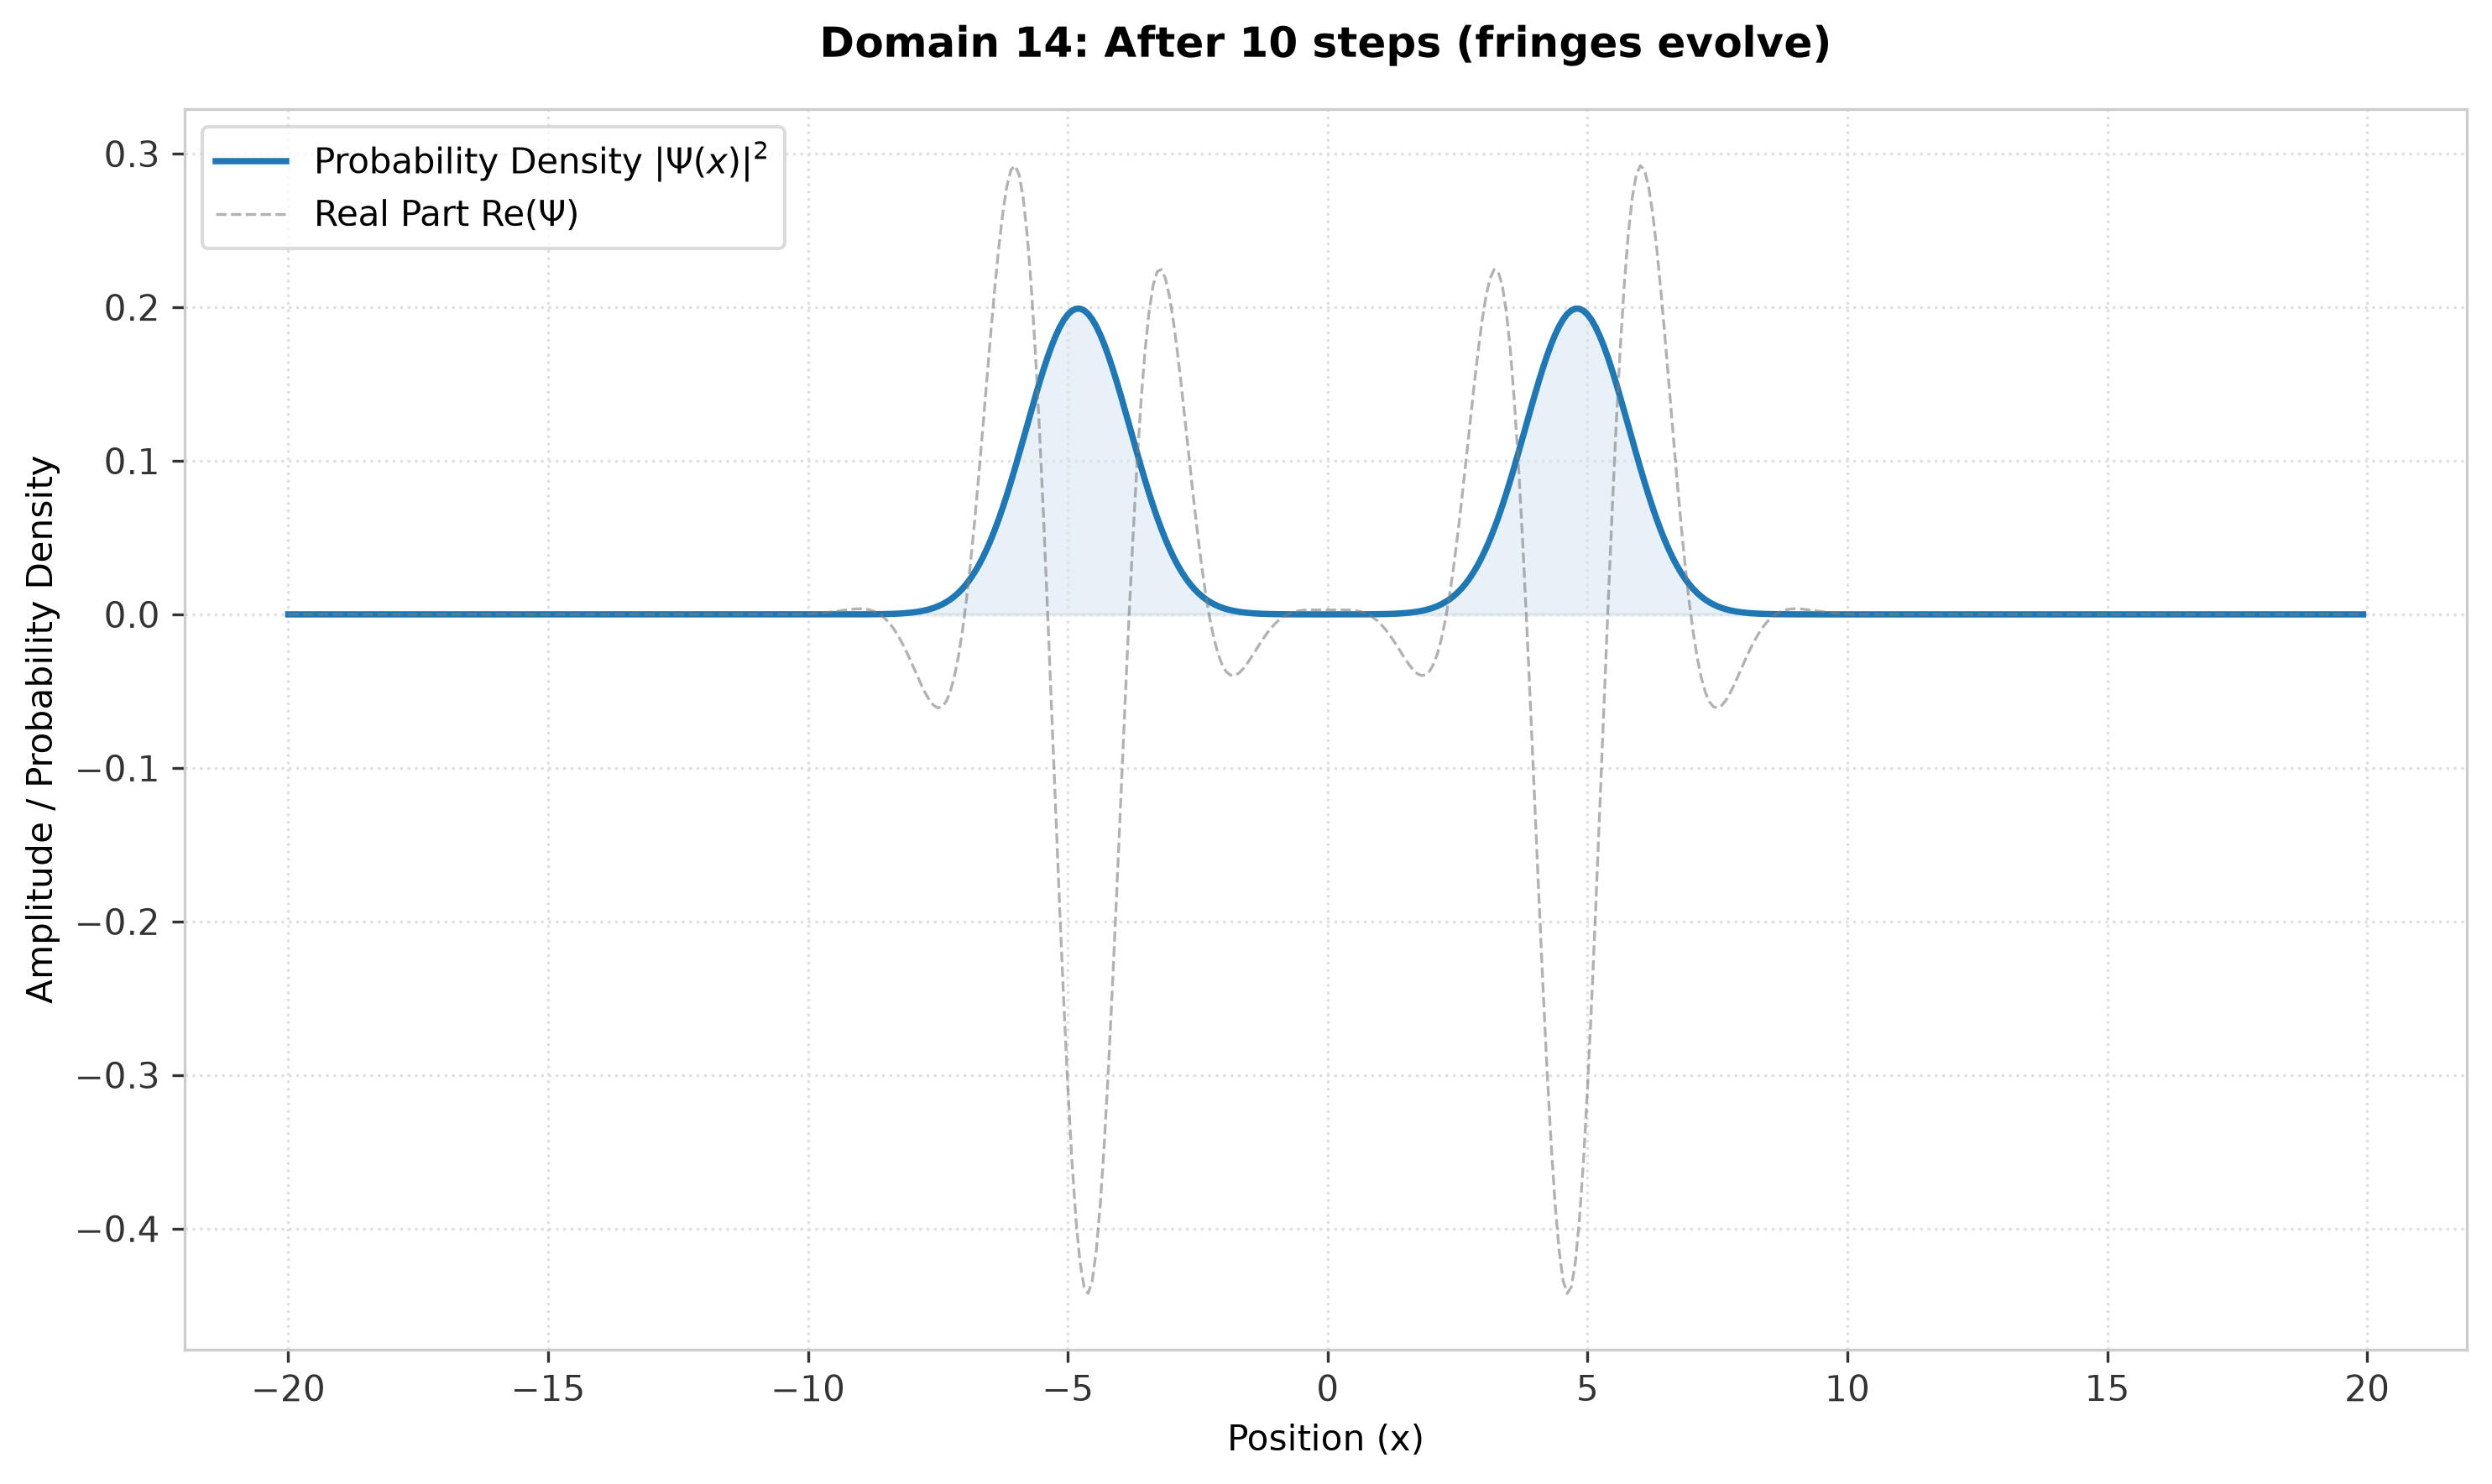 Domain 14: After 10 steps (fringes evolve)
Probability Density |Ψ(x)|²
Real Part Re(Ψ)
Amplitude / Probability Density
0.3
0.2
0.1
0.0
−0.1
−0.2
−0.3
−0.4
−20 −15 −10 −5 0 5 10 15 20
Position (x)